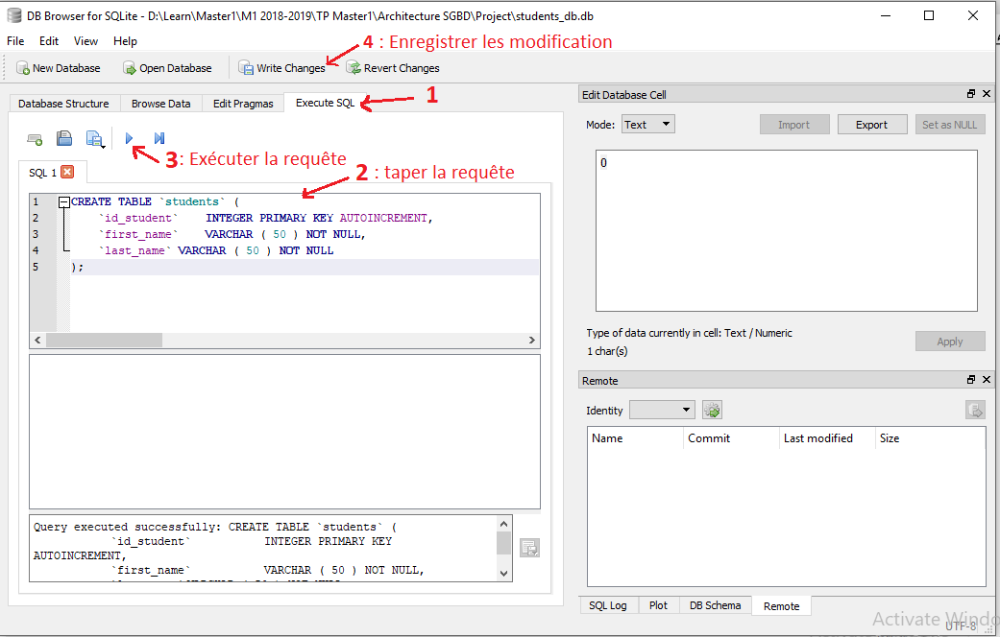 DB Browser for SQLite - D:\Learn\Master1\M1 2018-2019\TP Master1\Architecture SGBD\Project\students_db.db
File Edit View Help
4 : Enregistrer les modification
New Database Open Database Write Changes Revert Changes
Database Structure Browse Data Edit Pragmas Execute SQL
1
3: Exécuter la requête
2 : taper la requête
SQL 1
1 CREATE TABLE `students` (
2 `id_student` INTEGER PRIMARY KEY AUTOINCREMENT,
3 `first_name` VARCHAR ( 50 ) NOT NULL,
4 `last_name` VARCHAR ( 50 ) NOT NULL
5 );
Query executed successfully: CREATE TABLE `students` (
`id_student` INTEGER PRIMARY KEY
AUTOINCREMENT,
`first_name` VARCHAR ( 50 ) NOT NULL,
Edit Database Cell
Mode: Text Import Export Set as NULL
0
Type of data currently in cell: Text / Numeric
1 char(s)
Apply
Remote
Identity
Name Commit Last modified Size
SQL Log Plot DB Schema Remote
Activate Windo
UTF-8